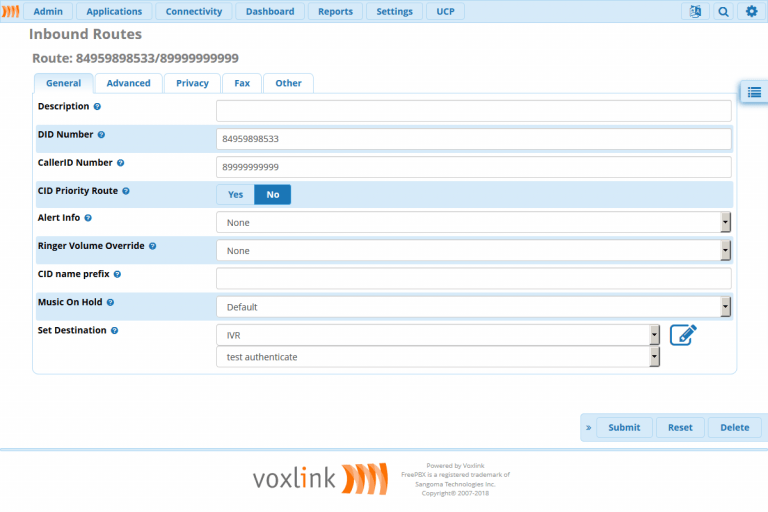 Admin Applications Connectivity Dashboard Reports Settings UCP
Inbound Routes
Route: 84959898533/89999999999
General Advanced Privacy Fax Other
Description
DID Number 84959898533
CallerID Number 89999999999
CID Priority Route Yes No
Alert Info None
Ringer Volume Override None
CID name prefix
Music On Hold Default
Set Destination IVR
test authenticate
» Submit Reset Delete
voxlink
Powered by Voxlink
FreePBX is a registered trademark of
Sangoma Technologies Inc.
Copyright© 2007-2018